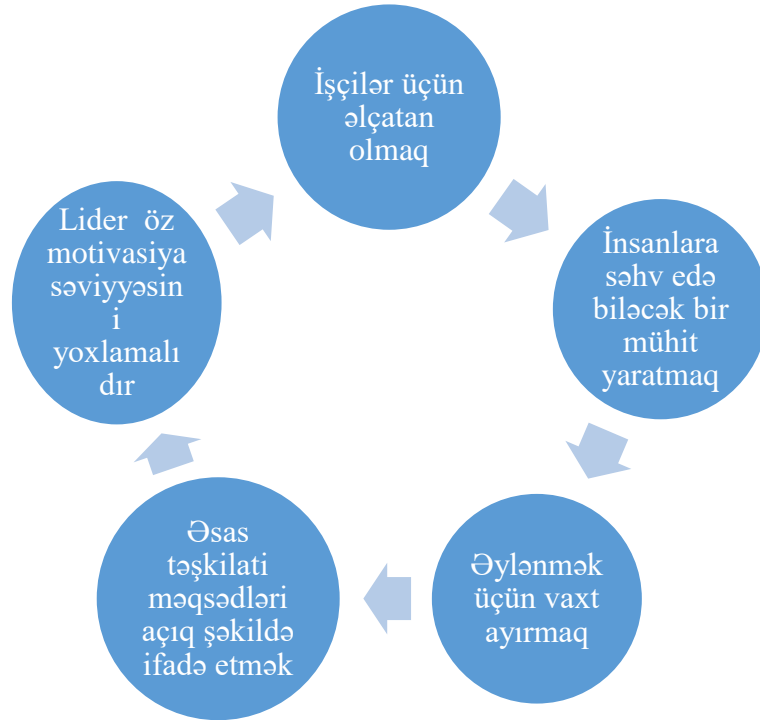 İşçilər üçün
əlçatan
olmaq
İnsanlara
səhv edə
biləcək bir
mühit
yaratmaq
Əylənmək
üçün vaxt
ayırmaq
Əsas
təşkilati
məqsədləri
açıq şəkildə
ifadə etmək
Lider öz
motivasiya
səviyyəsin
i
yoxlamalı
dır